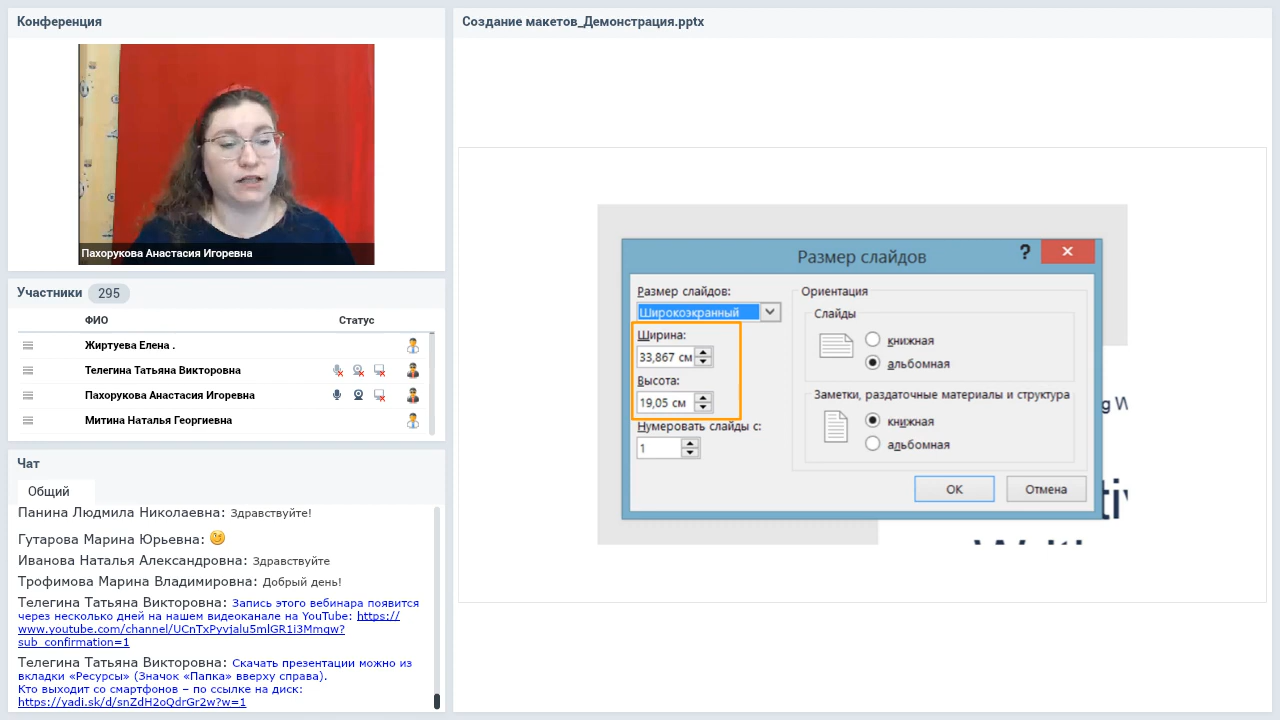 Конференция
Пахорукова Анастасия Игоревна
Участники 295
ФИО Статус
Жиртуева Елена .
Телегина Татьяна Викторовна
Пахорукова Анастасия Игоревна
Митина Наталья Георгиевна
Чат
Общий
Панина Людмила Николаевна: Здравствуйте!
Гутарова Марина Юрьевна:
Иванова Наталья Александровна: Здравствуйте
Трофимова Марина Владимировна: Добрый день!
Телегина Татьяна Викторовна: Запись этого вебинара появится
через несколько дней на нашем видеоканале на YouTube: https://
www.youtube.com/channel/UCnTxPyvjalu5mlGR1i3Mmqw?
sub_confirmation=1
Телегина Татьяна Викторовна: Скачать презентации можно из
вкладки «Ресурсы» (Значок «Папка» вверху справа).
Кто выходит со смартфонов – по ссылке на диск:
https://yadi.sk/d/snZdH2oQdrGr2w?w=1
Создание макетов_Демонстрация.pptx
Размер слайдов
Размер слайдов:
Широкоэкранный
Ширина:
33,867 см
Высота:
19,05 см
Нумеровать слайды с:
1
Ориентация
Слайды
книжная
альбомная
Заметки, раздаточные материалы и структура
книжная
альбомная
ОК Отмена
g W